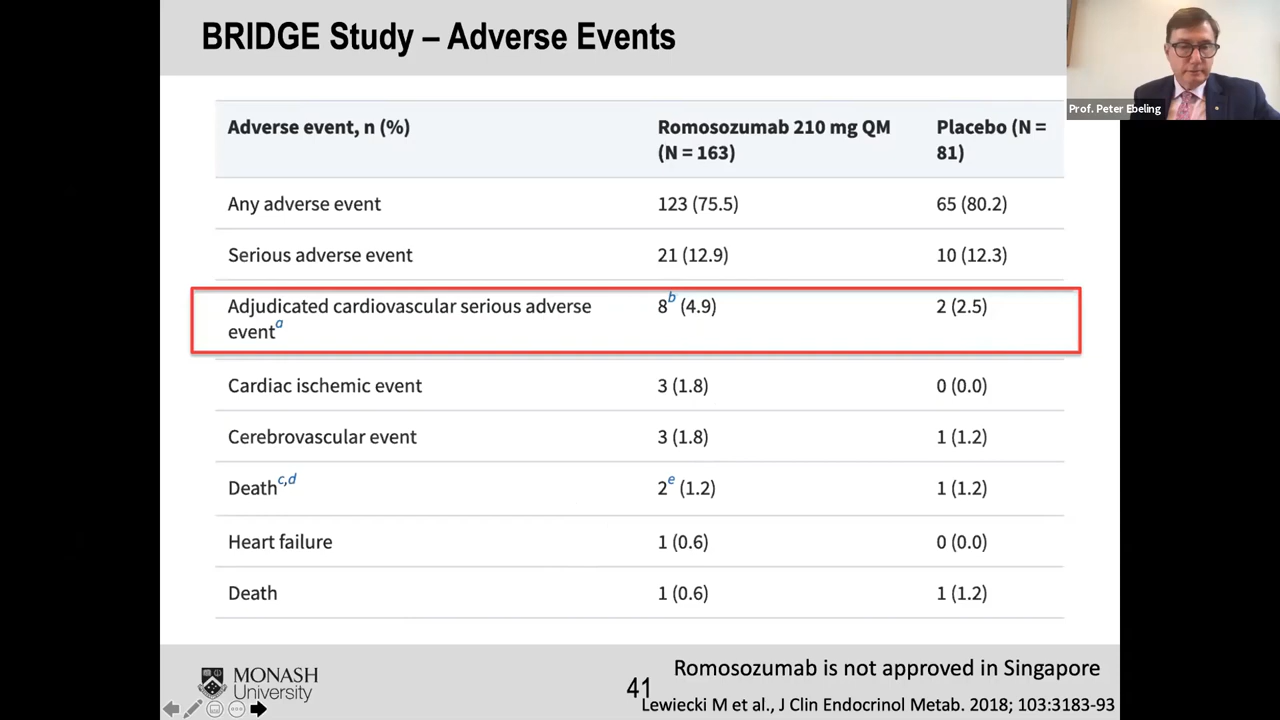 BRIDGE Study – Adverse Events
Prof. Peter Ebeling
Adverse event, n (%)
Romosozumab 210 mg QM
(N = 163)
Placebo (N =
81)
Any adverse event
123 (75.5)
65 (80.2)
Serious adverse event
21 (12.9)
10 (12.3)
Adjudicated cardiovascular serious adverse
event a
8 b (4.9)
2 (2.5)
Cardiac ischemic event
3 (1.8)
0 (0.0)
Cerebrovascular event
3 (1.8)
1 (1.2)
Death c,d
2 e (1.2)
1 (1.2)
Heart failure
1 (0.6)
0 (0.0)
Death
1 (0.6)
1 (1.2)
MONASH
University
41
Romosozumab is not approved in Singapore
Lewiecki M et al., J Clin Endocrinol Metab. 2018; 103:3183-93